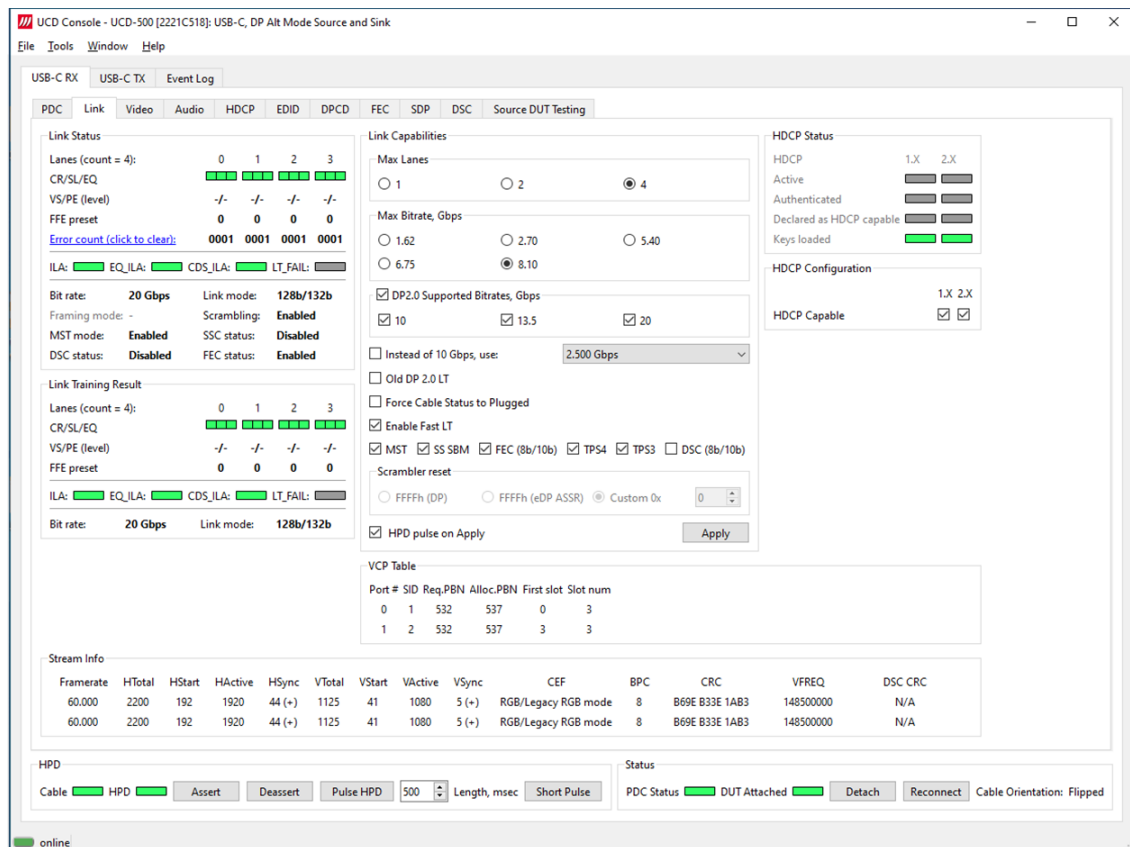 UCD Console - UCD-500 [2221C518]: USB-C, DP Alt Mode Source and Sink
File Tools Window Help
USB-C RX USB-C TX Event Log
PDC Link Video Audio HDCP EDID DPCD FEC SDP DSC Source DUT Testing
Link Status
Lanes (count = 4): 0 1 2 3
CR/SL/EQ
VS/PE (level) -/- -/- -/- -/-
FFE preset 0 0 0 0
Error count (click to clear): 0001 0001 0001 0001
ILA: EQ_ILA: CDS_ILA: LT_FAIL:
Bit rate: 20 Gbps Link mode: 128b/132b
Framing mode: - Scrambling: Enabled
MST mode: Enabled SSC status: Disabled
DSC status: Disabled FEC status: Enabled
Link Training Result
Lanes (count = 4): 0 1 2 3
CR/SL/EQ
VS/PE (level) -/- -/- -/- -/-
FFE preset 0 0 0 0
ILA: EQ_ILA: CDS_ILA: LT_FAIL:
Bit rate: 20 Gbps Link mode: 128b/132b
Link Capabilities
Max Lanes
1 2 4
Max Bitrate, Gbps
1.62 2.70 5.40
6.75 8.10
DP2.0 Supported Bitrates, Gbps
10 13.5 20
Instead of 10 Gbps, use: 2.500 Gbps
Old DP 2.0 LT
Force Cable Status to Plugged
Enable Fast LT
MST SS SBM FEC (8b/10b) TPS4 TPS3 DSC (8b/10b)
Scrambler reset
FFFFh (DP) FFFFh (eDP ASSR) Custom 0x 0
HPD pulse on Apply Apply
HDCP Status
HDCP 1.X 2.X
Active
Authenticated
Declared as HDCP capable
Keys loaded
HDCP Configuration
1.X 2.X
HDCP Capable
VCP Table
Port # SID Req.PBN Alloc.PBN First slot Slot num
0 1 532 537 0 3
1 2 532 537 3 3
Stream Info
Framerate HTotal HStart HActive HSync VTotal VStart VActive VSync CEF BPC CRC VFREQ DSC CRC
60.000 2200 192 1920 44 (+) 1125 41 1080 5 (+) RGB/Legacy RGB mode 8 B69E B33E 1AB3 148500000 N/A
60.000 2200 192 1920 44 (+) 1125 41 1080 5 (+) RGB/Legacy RGB mode 8 B69E B33E 1AB3 148500000 N/A
HPD
Cable HPD Assert Deassert Pulse HPD 500 Length, msec Short Pulse
Status
PDC Status DUT Attached Detach Reconnect Cable Orientation: Flipped
online